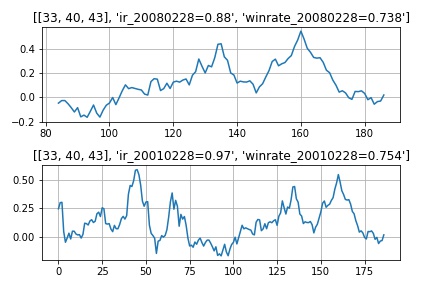 [[33, 40, 43], 'ir_20080228=0.88', 'winrate_20080228=0.738']
0.4
0.2
0.0
−0.2
80 100 120 140 160 180
[[33, 40, 43], 'ir_20010228=0.97', 'winrate_20010228=0.754']
0.50
0.25
0.00
0 25 50 75 100 125 150 175